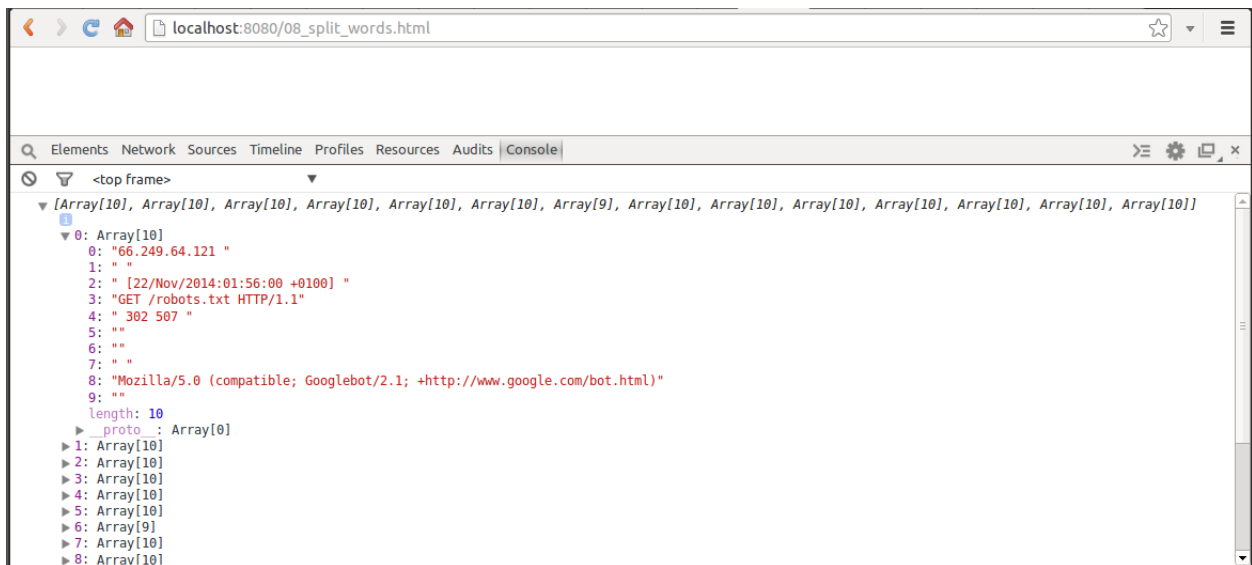 localhost:8080/08_split_words.html
Elements Network Sources Timeline Profiles Resources Audits Console
<top frame> ▼
▼ [Array[10], Array[10], Array[10], Array[10], Array[10], Array[10], Array[9], Array[10], Array[10], Array[10], Array[10], Array[10], Array[10], Array[10]]
i
▼ 0: Array[10]
0: "66.249.64.121 "
1: " "
2: " [22/Nov/2014:01:56:00 +0100] "
3: "GET /robots.txt HTTP/1.1"
4: " 302 507 "
5: ""
6: ""
7: " "
8: "Mozilla/5.0 (compatible; Googlebot/2.1; +http://www.google.com/bot.html)"
9: ""
length: 10
▶ __proto__: Array[0]
▶ 1: Array[10]
▶ 2: Array[10]
▶ 3: Array[10]
▶ 4: Array[10]
▶ 5: Array[10]
▶ 6: Array[9]
▶ 7: Array[10]
▶ 8: Array[10]